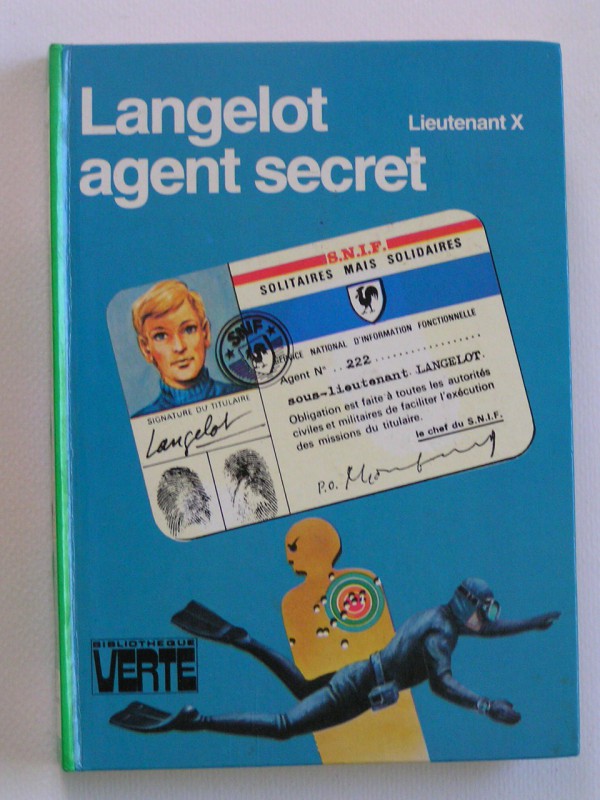 Langelot
agent secret
Lieutenant X
S.N.I.F.
SOLITAIRES MAIS SOLIDAIRES
SNIF
SERVICE NATIONAL D'INFORMATION FONCTIONNELLE
Agent N° ..222..................
sous-lieutenant LANGELOT.
Obligation est faite à toutes les autorités
civiles et militaires de faciliter l'exécution
des missions du titulaire.
le chef du S.N.I.F.
P.O.
SIGNATURE DU TITULAIRE
Langelot
BIBLIOTHEQUE
VERTE